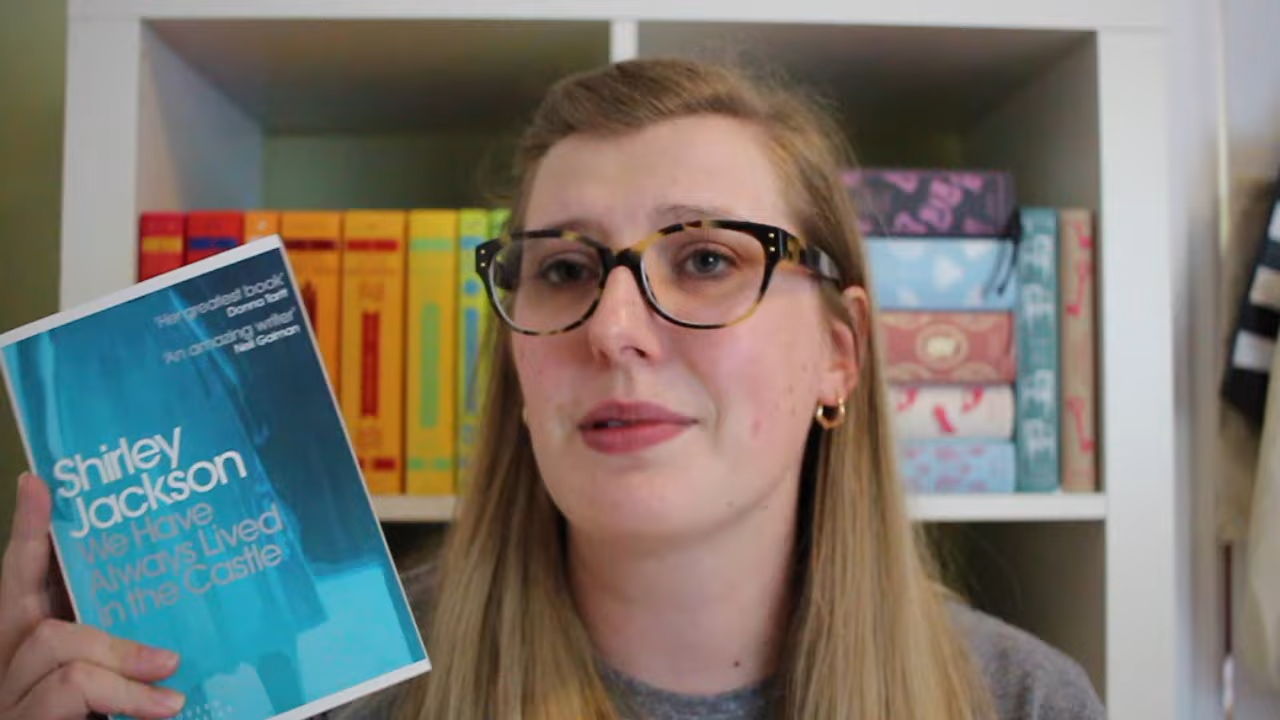 'Her greatest book'
Donna Tartt
'An amazing writer'
Neil Gaiman
Shirley
Jackson
We Have
Always Lived
in the Castle